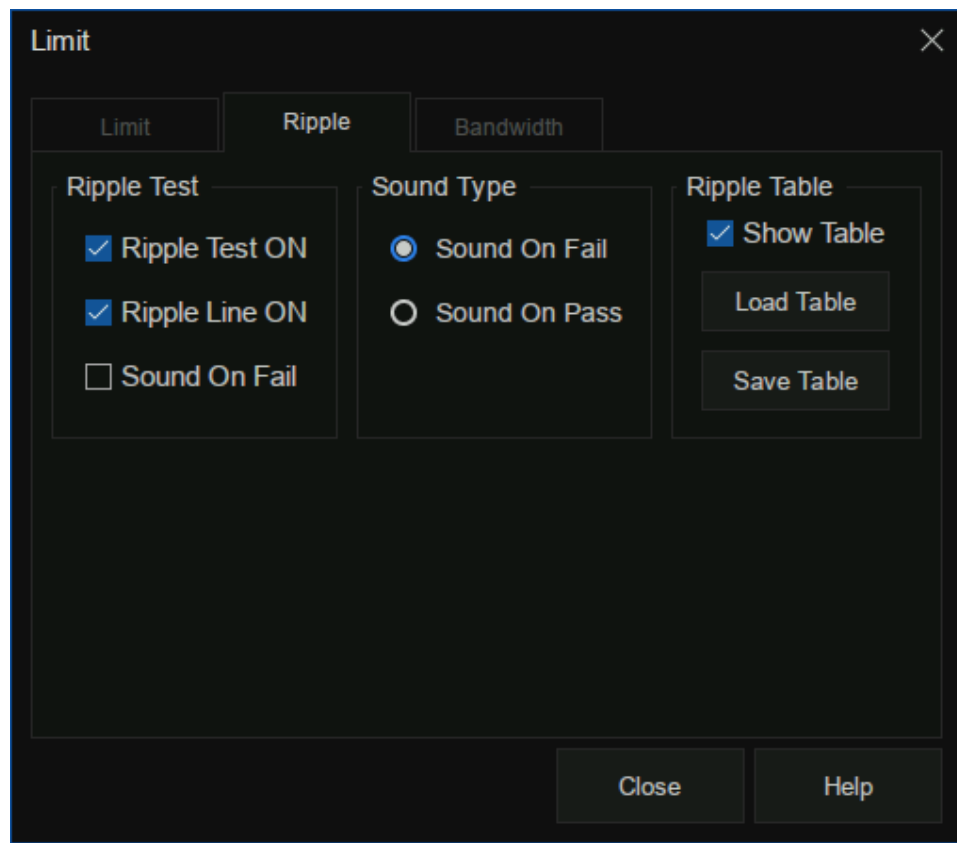 Limit
Limit
Ripple
Bandwidth
Ripple Test
Ripple Test ON
Ripple Line ON
Sound On Fail
Sound Type
Sound On Fail
Sound On Pass
Ripple Table
Show Table
Load Table
Save Table
Close
Help